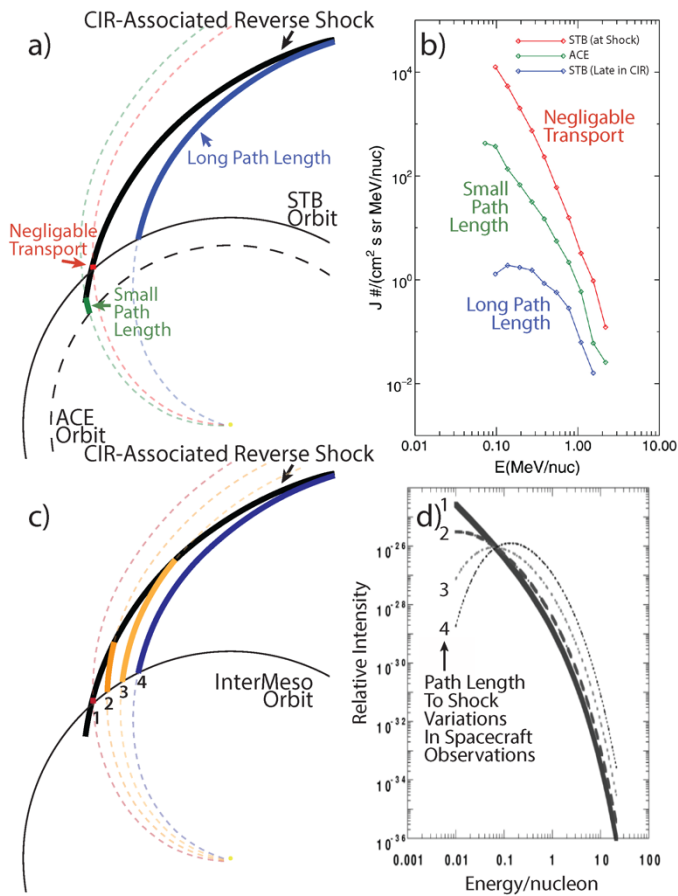 a)
CIR-Associated Reverse Shock
Long Path Length
STB
Orbit
Negligable
Transport
Small
Path
Length
ACE
Orbit
b)
STB (at Shock)
ACE
STB (Late in CIR)
Negligable
Transport
Small
Path
Length
Long Path
Length
J #/(cm² s sr MeV/nuc)
10⁴
10²
10⁰
10⁻²
0.01 0.10 1.00 10.00
E(MeV/nuc)
CIR-Associated Reverse Shock
c)
InterMeso
Orbit
1
2
3
4
d)
1
2
3
4
Path Length
To Shock
Variations
In Spacecraft
Observations
Relative Intensity
10⁻²⁶
10⁻²⁸
10⁻³⁰
10⁻³²
10⁻³⁴
10⁻³⁶
0.001 0.01 0.1 1 10 100
Energy/nucleon